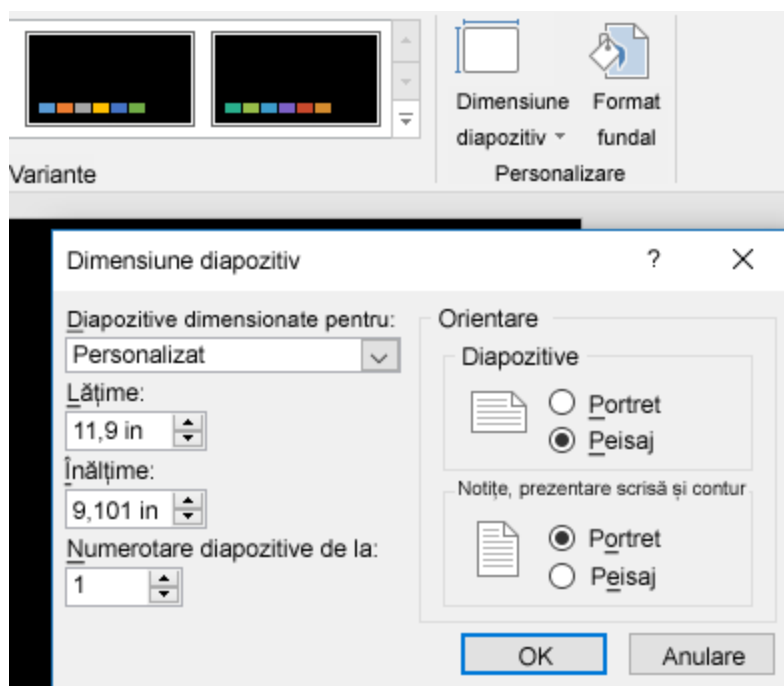 Dimensiune
diapozitiv
Format
fundal
Variante
Personalizare
Dimensiune diapozitiv
?
Diapozitive dimensionate pentru:
Personalizat
Lățime:
11,9 in
Înălțime:
9,101 in
Numerotare diapozitive de la:
1
Orientare
Diapozitive
Portret
Peisaj
Notițe, prezentare scrisă și contur
Portret
Peisaj
OK
Anulare